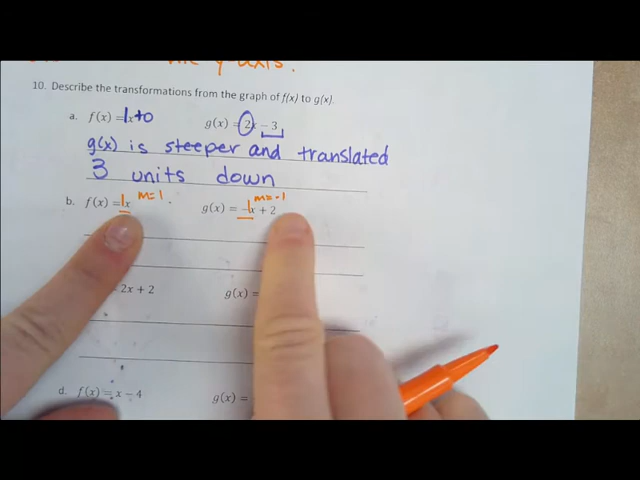 the y-axis.
10. Describe the transformations from the graph of f(x) to g(x).
a. f(x) = 1x+0 g(x) = 2x - 3
g(x) is steeper and translated
3 units down
m=1. m=-1
b. f(x) = 1x g(x) = -1x + 2
2x + 2 g(x) =
d. f(x) = x - 4 g(x) =